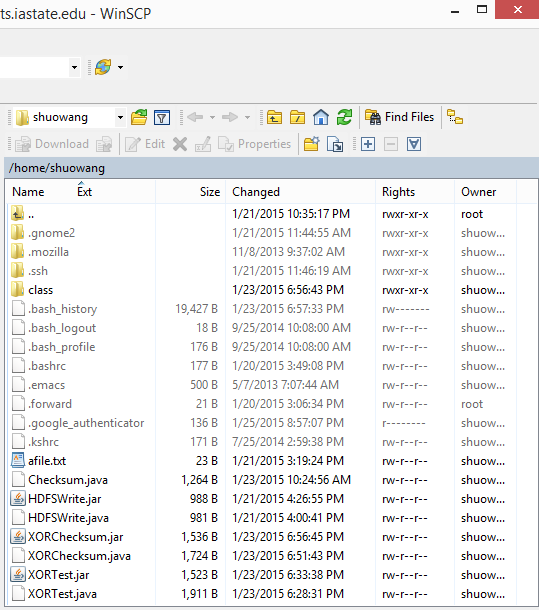 ts.iastate.edu - WinSCP
shuowang Find Files
Download Edit Properties
/home/shuowang
Name Ext Size Changed Rights Owner
.. 1/21/2015 10:35:17 PM rwxr-xr-x root
.gnome2 1/21/2015 11:44:55 AM rwxr-xr-x shuow...
.mozilla 11/8/2013 9:37:02 AM rwxr-xr-x shuow...
.ssh 1/21/2015 11:46:19 AM rwxr-xr-x shuow...
class 1/23/2015 6:56:43 PM rwxr-xr-x shuow...
.bash_history 19,427 B 1/23/2015 6:57:33 PM rw------- shuow...
.bash_logout 18 B 9/25/2014 10:08:00 AM rw-r--r-- shuow...
.bash_profile 176 B 9/25/2014 10:08:00 AM rw-r--r-- shuow...
.bashrc 177 B 1/20/2015 3:49:08 PM rw-r--r-- shuow...
.emacs 500 B 5/7/2013 7:07:44 AM rw-r--r-- shuow...
.forward 21 B 1/20/2015 3:06:34 PM rw-r--r-- root
.google_authenticator 136 B 1/25/2015 8:57:07 PM r-------- shuow...
.kshrc 171 B 7/25/2014 2:59:38 PM rw-r--r-- shuow...
afile.txt 23 B 1/21/2015 3:19:24 PM rw-r--r-- shuow...
Checksum.java 1,264 B 1/23/2015 10:24:56 AM rw-r--r-- shuow...
HDFSWrite.jar 988 B 1/21/2015 4:26:55 PM rw-r--r-- shuow...
HDFSWrite.java 981 B 1/21/2015 4:00:41 PM rw-r--r-- shuow...
XORChecksum.jar 1,536 B 1/23/2015 6:56:45 PM rw-r--r-- shuow...
XORChecksum.java 1,724 B 1/23/2015 6:51:43 PM rw-r--r-- shuow...
XORTest.jar 1,523 B 1/23/2015 6:33:38 PM rw-r--r-- shuow...
XORTest.java 1,911 B 1/23/2015 6:28:31 PM rw-r--r-- shuow...